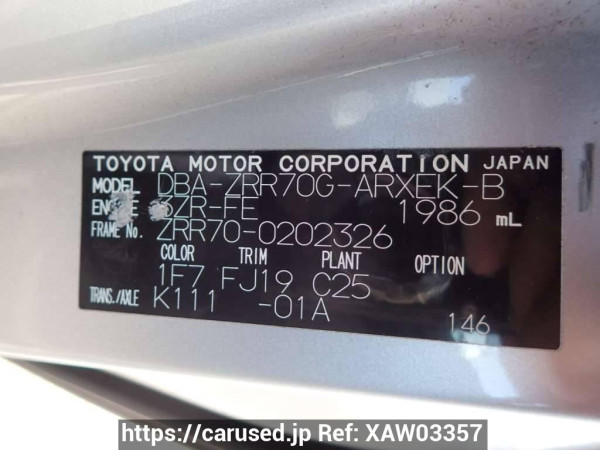 TOYOTA MOTOR CORPORATION JAPAN
MODEL DBA-ZRR70G-ARXEK-B
ZR-FE 1986 mL
FRAME No. ZRR70-0202326
COLOR TRIM PLANT OPTION
1F7 FJ19 C25
TRANS./AXLE K111 -01A
146
https://carused.jp Ref: XAW03357